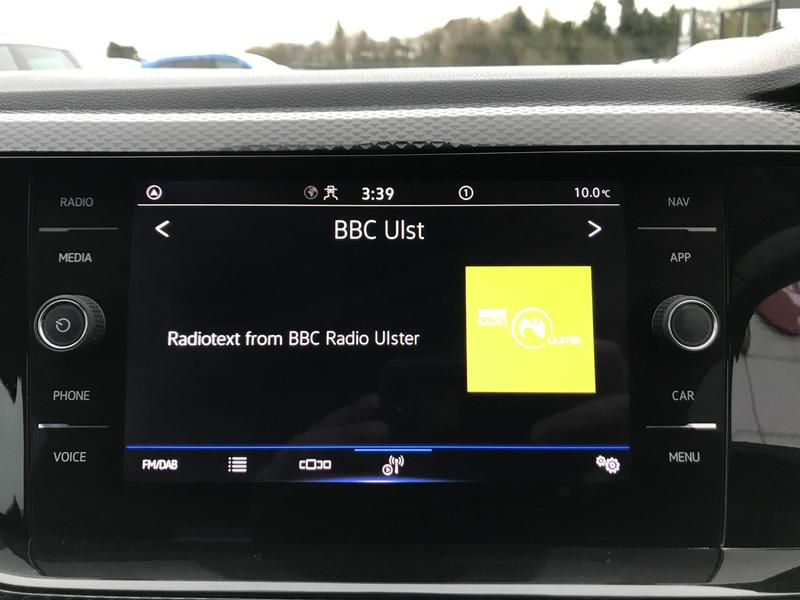 3:39
1
10.0°C
RADIO
NAV
< BBC Ulst >
MEDIA
APP
BBC
RADIO
ULSTER
Radiotext from BBC Radio Ulster
PHONE
CAR
VOICE
FM/DAB
MENU